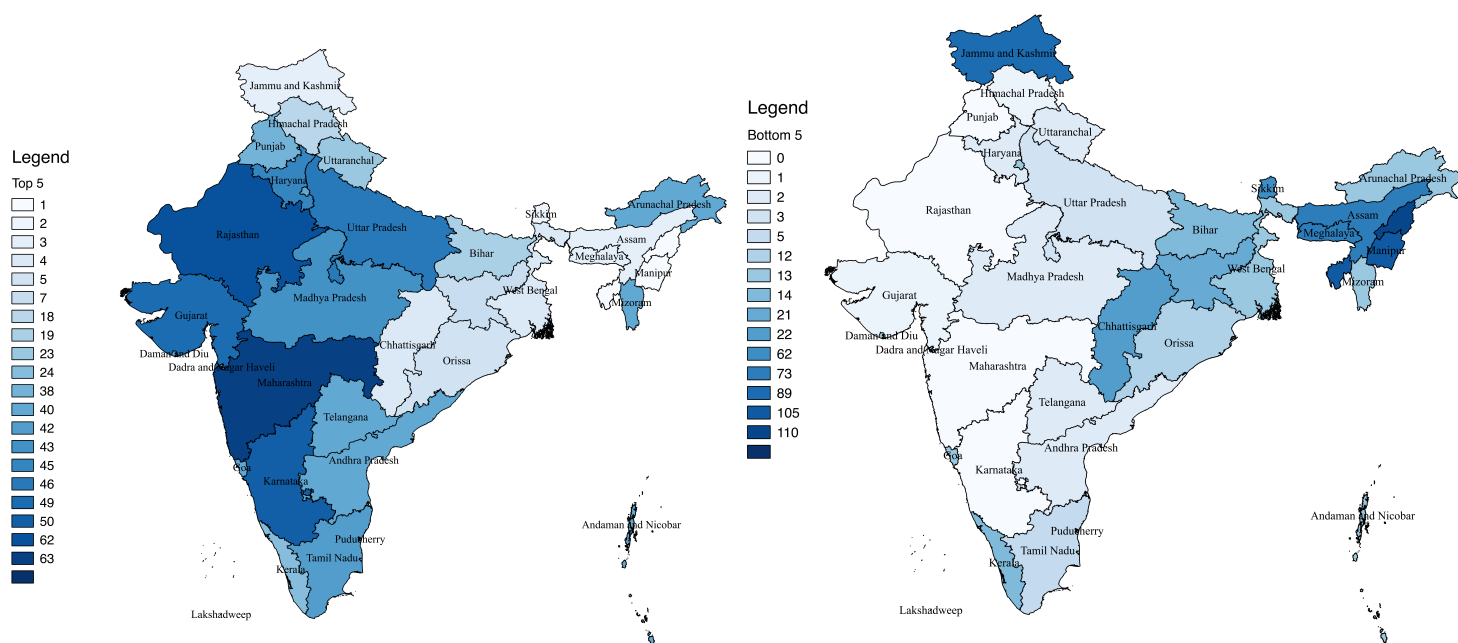 Legend
Top 5
1
2
3
4
5
7
18
19
23
24
38
40
42
43
45
46
49
50
62
63
Jammu and Kashmir
Himachal Pradesh
Punjab
Uttaranchal
Haryana
Arunachal Pradesh
Sikkim
Rajasthan
Uttar Pradesh
Assam
Bihar
Meghalaya
Manipur
West Bengal
Madhya Pradesh
Mizoram
Gujarat
Chhattisgarh
Daman and Diu
Orissa
Dadra and Nagar Haveli
Maharashtra
Telangana
Andhra Pradesh
Goa
Karnataka
Andaman and Nicobar
Puducherry
Tamil Nadu
Kerala
Lakshadweep
Legend
Bottom 5
0
1
2
3
5
12
13
14
21
22
62
73
89
105
110
Jammu and Kashmir
Himachal Pradesh
Punjab
Uttaranchal
Haryana
Arunachal Pradesh
Sikkim
Uttar Pradesh
Rajasthan
Assam
Bihar
Meghalaya
Manipur
West Bengal
Madhya Pradesh
Mizoram
Gujarat
Chhattisgarh
Daman and Diu
Orissa
Dadra and Nagar Haveli
Maharashtra
Telangana
Andhra Pradesh
Goa
Karnataka
Andaman and Nicobar
Puducherry
Tamil Nadu
Kerala
Lakshadweep